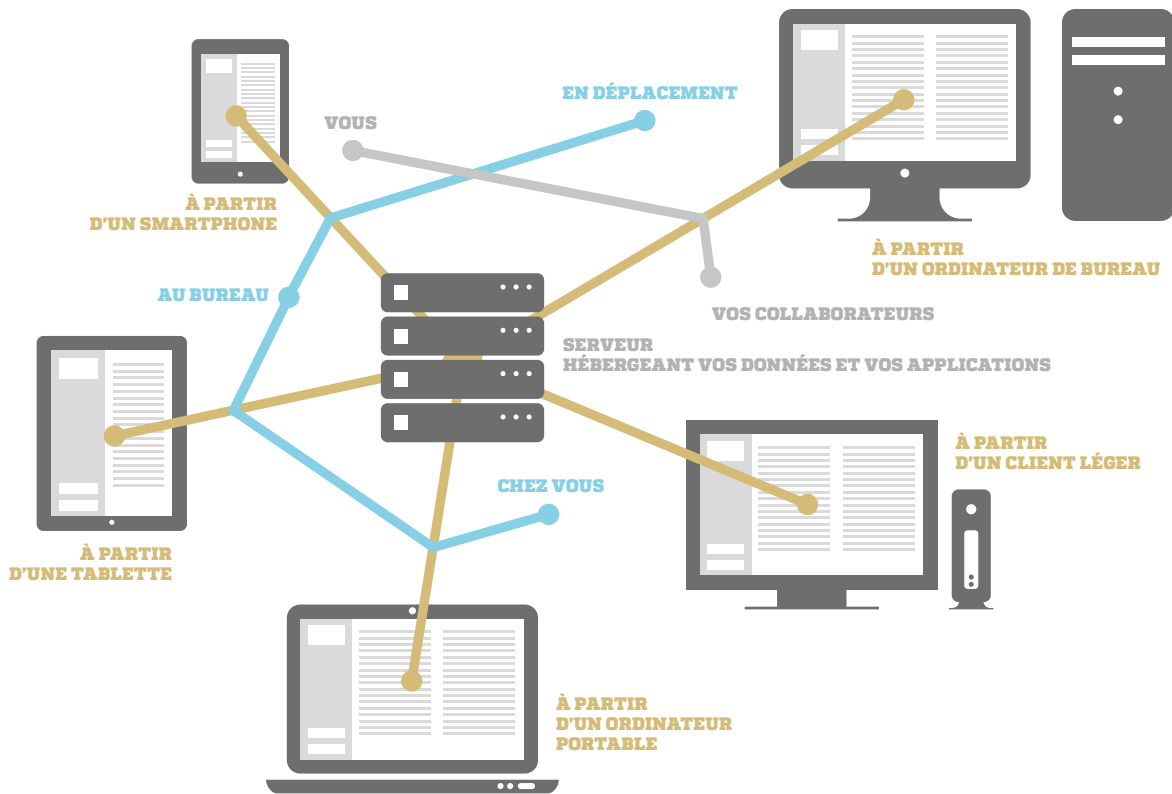 EN DÉPLACEMENT
VOUS
À PARTIR
D'UN SMARTPHONE
À PARTIR
D'UN ORDINATEUR DE BUREAU
AU BUREAU
VOS COLLABORATEURS
SERVEUR
HÉBERGEANT VOS DONNÉES ET VOS APPLICATIONS
À PARTIR
D'UN CLIENT LÉGER
CHEZ VOUS
À PARTIR
D'UNE TABLETTE
À PARTIR
D'UN ORDINATEUR
PORTABLE